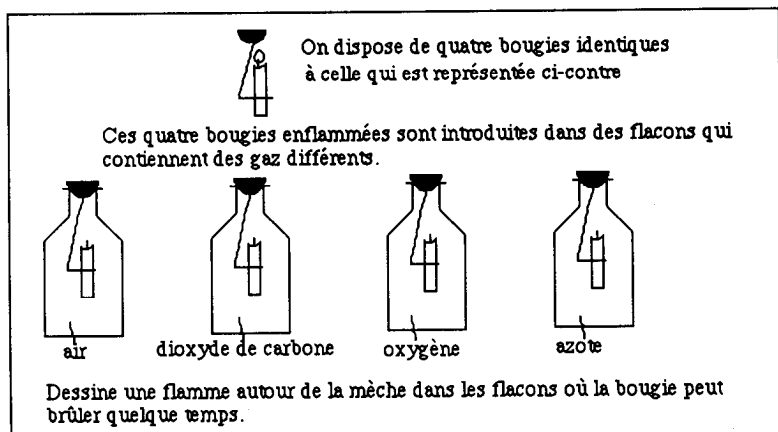 On dispose de quatre bougies identiques
à celle qui est représentée ci-contre
Ces quatre bougies enflammées sont introduites dans des flacons qui
contiennent des gaz différents.
air
dioxyde de carbone
oxygène
azote
Dessine une flamme autour de la mèche dans les flacons où la bougie peut
brûler quelque temps.